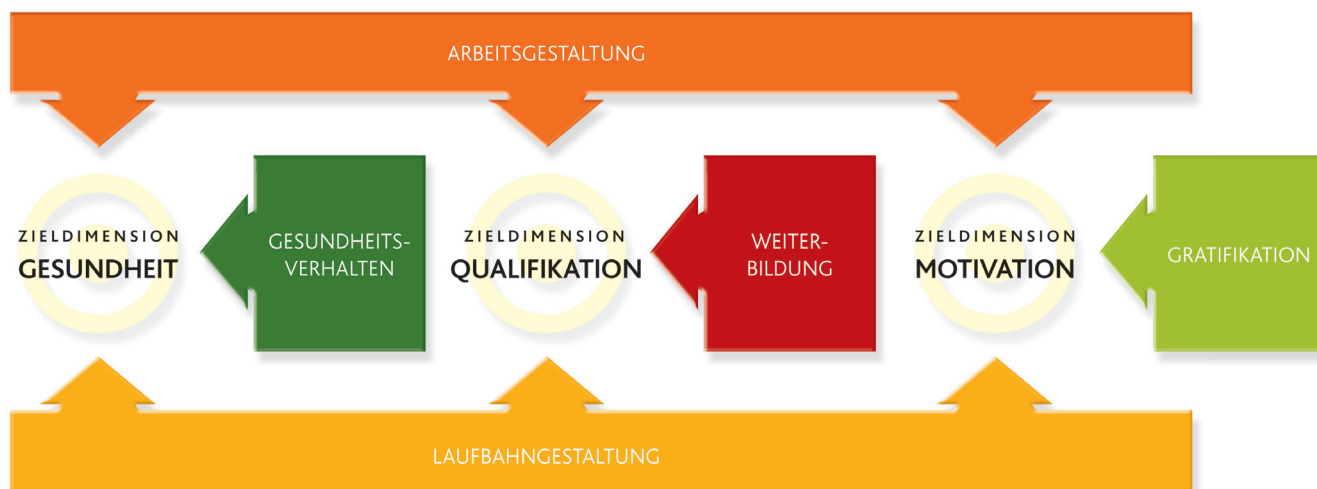 ARBEITSGESTALTUNG
ZIELDIMENSION
GESUNDHEIT
GESUNDHEITS-
VERHALTEN
ZIELDIMENSION
QUALIFIKATION
WEITER-
BILDUNG
ZIELDIMENSION
MOTIVATION
GRATIFIKATION
LAUFBAHNGESTALTUNG